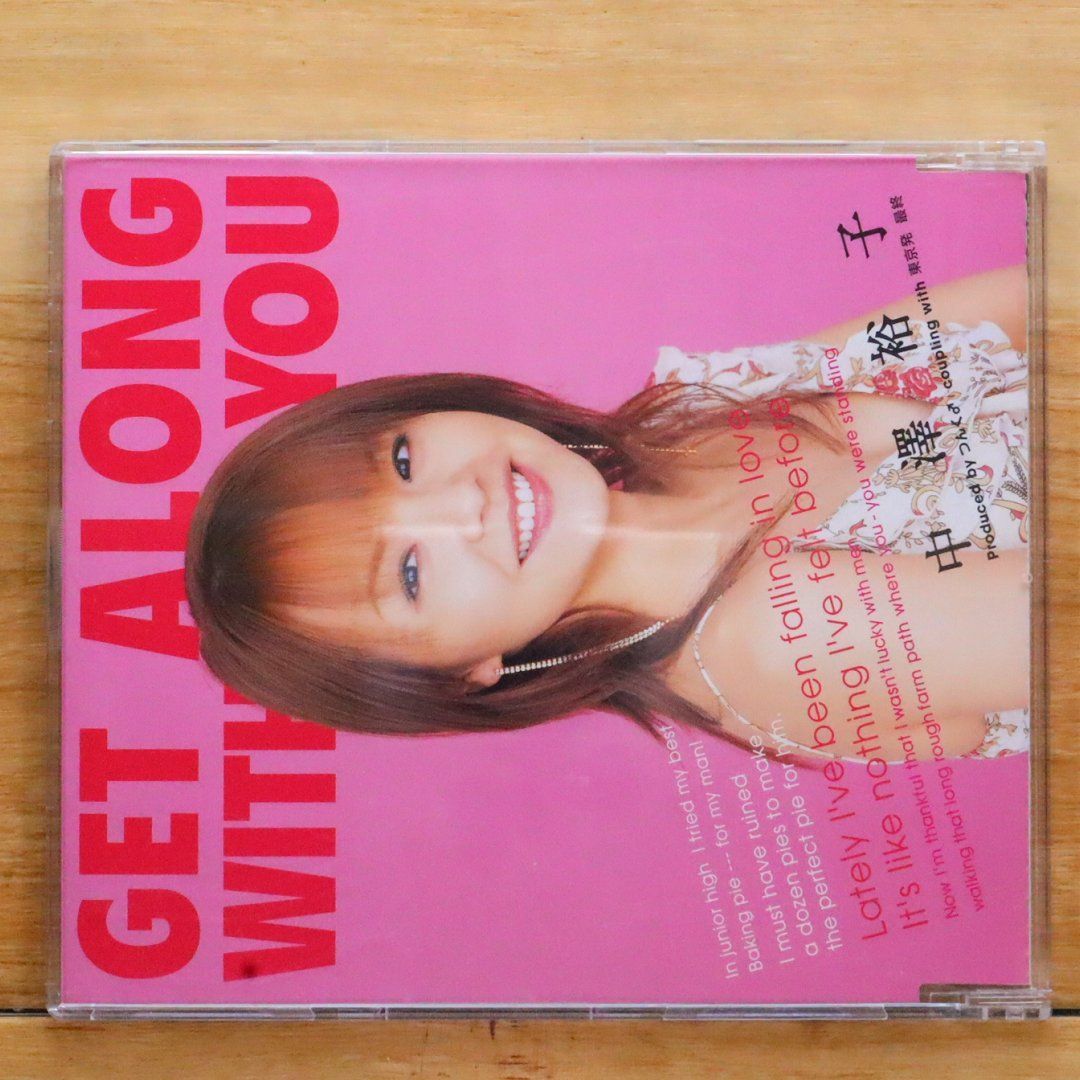 GET ALONG
WITH YOU
In junior high I tried my best
Baking pie --- for my man!
I must have ruined
a dozen pies to make
the perfect pie for him.
Lately I've been falling in love
It's like nothing I've felt before
Now I'm thankful that I wasn't lucky with men
walking that long rough farm path where you - you were standing
中澤裕子
Produced by つんく♂ coupling with 東京発 最終